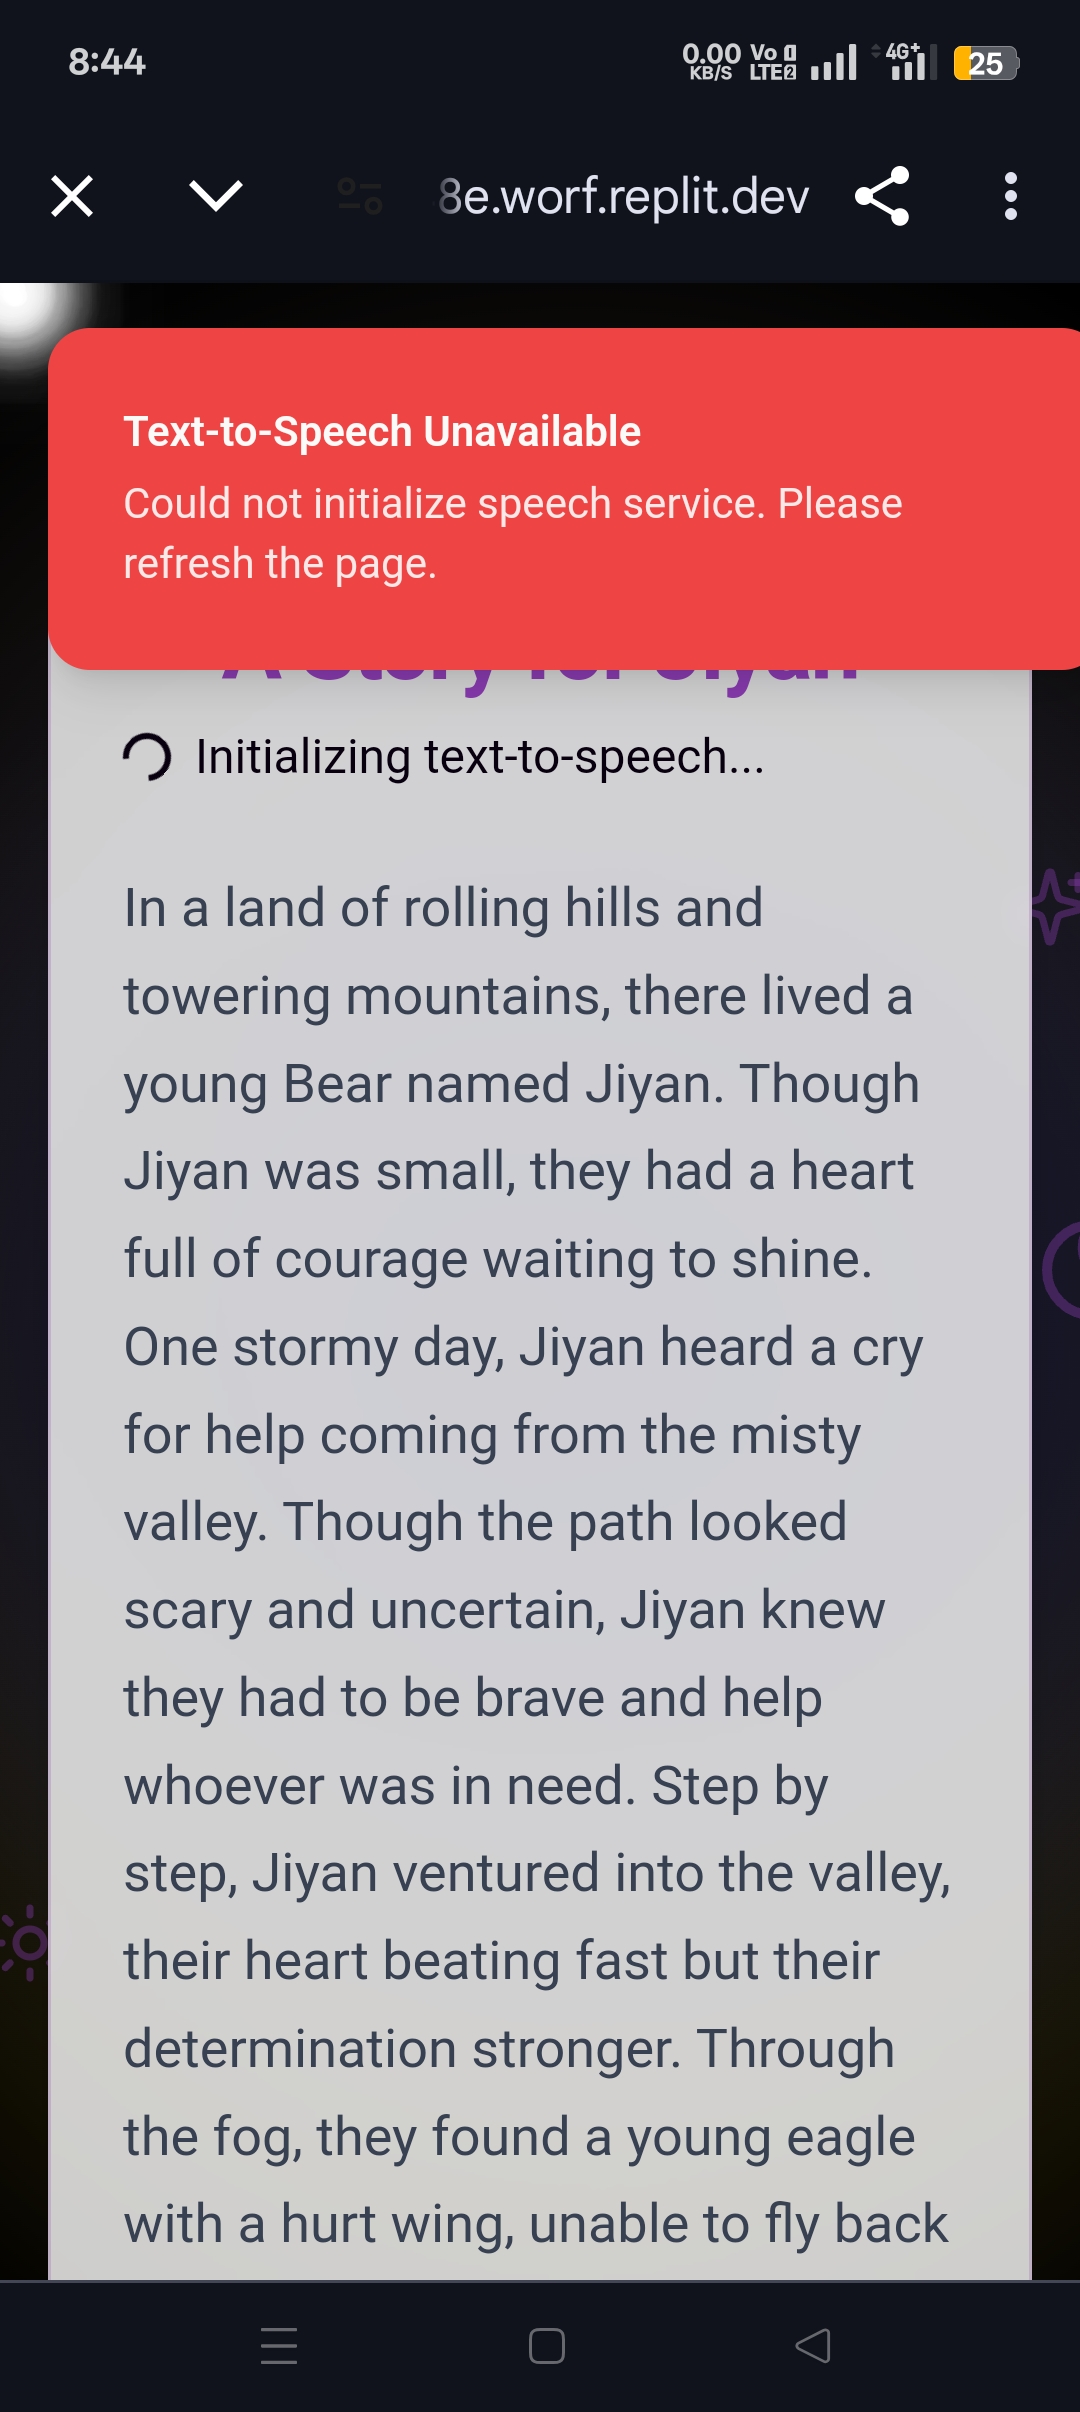 8:44
0.00 KB/S Vo 1 LTE 2 4G+ 25
8e.worf.replit.dev
Text-to-Speech Unavailable
Could not initialize speech service. Please
refresh the page.
A Story for Jiyan
Initializing text-to-speech...
In a land of rolling hills and
towering mountains, there lived a
young Bear named Jiyan. Though
Jiyan was small, they had a heart
full of courage waiting to shine.
One stormy day, Jiyan heard a cry
for help coming from the misty
valley. Though the path looked
scary and uncertain, Jiyan knew
they had to be brave and help
whoever was in need. Step by
step, Jiyan ventured into the valley,
their heart beating fast but their
determination stronger. Through
the fog, they found a young eagle
with a hurt wing, unable to fly back